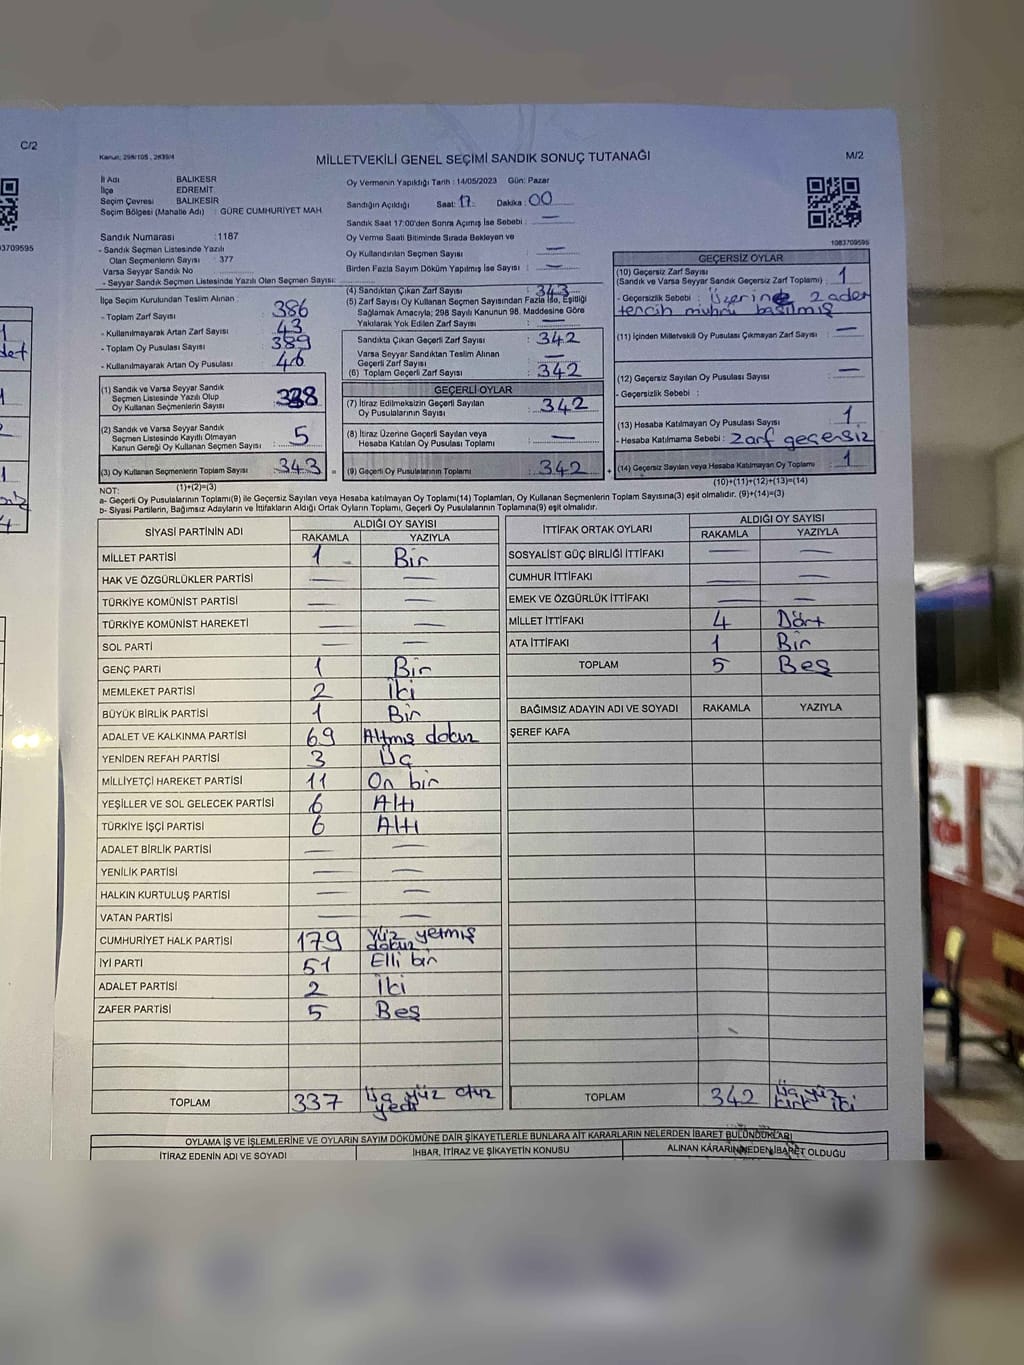 C/2
Kanun: 298/105, 2839/4
MİLLETVEKİLİ GENEL SEÇİMİ SANDIK SONUÇ TUTANAĞI
M/2
İl Adı : BALIKESR
İlçe : EDREMİT
Seçim Çevresi : BALIKESİR
Seçim Bölgesi (Mahalle Adı) : GÜRE CUMHURİYET MAH
Sandık Numarası : 1187
- Sandık Seçmen Listesinde Yazılı
Olan Seçmenlerin Sayısı : 377
Varsa Seyyar Sandık No
- Seyyar Sandık Seçmen Listesinde Yazılı Olan Seçmen Sayısı:
Oy Vermenin Yapıldığı Tarih : 14/05/2023 Gün: Pazar
Sandığın Açıldığı Saat: 17 Dakika: 00
Sandık Saat 17:00'den Sonra Açımış İse Sebebi : —
Oy Verme Saati Bitiminde Sırada Bekleyen ve
Oy Kullandırılan Seçmen Sayısı : —
Birden Fazla Sayım Döküm Yapılmış İse Sayısı : —
1083709595
İlçe Seçim Kurulundan Teslim Alınan :
- Toplam Zarf Sayısı : 386
- Kullanılmayarak Artan Zarf Sayısı : 43
- Toplam Oy Pusulası Sayısı : 389
- Kullanılmayarak Artan Oy Pusulası : 46
(1) Sandık ve Varsa Seyyar Sandık
Seçmen Listesinde Yazılı Olup
Oy Kullanan Seçmenlerin Sayısı : 338
(2) Sandık ve Varsa Seyyar Sandık
Seçmen Listesinde Kayıtlı Olmayan
Kanun Gereği Oy Kullanan Seçmen Sayısı : 5
(3) Oy Kullanan Seçmenlerin Toplam Sayısı : 343 =
(1)+(2)=(3)
(4) Sandıktan Çıkan Zarf Sayısı : 343
(5) Zarf Sayısı Oy Kullanan Seçmen Sayısından Fazla İse, Eşitliği
Sağlamak Amacıyla; 298 Sayılı Kanunun 98. Maddesine Göre
Yakılarak Yok Edilen Zarf Sayısı : —
Sandıkta Çıkan Geçerli Zarf Sayısı : 342
Varsa Seyyar Sandıktan Teslim Alınan
Geçerli Zarf Sayısı : —
(6) Toplam Geçerli Zarf Sayısı : 342
GEÇERLİ OYLAR
(7) İtiraz Edilmeksizin Geçerli Sayılan
Oy Pusulalarının Sayısı : 342
(8) İtiraz Üzerine Geçerli Sayılan veya
Hesaba Katılan Oy Pusulası Toplamı : —
(9) Geçerli Oy Pusulalarının Toplamı : 342 +
GEÇERSİZ OYLAR
(10) Geçersiz Zarf Sayısı
(Sandık ve Varsa Seyyar Sandık Geçersiz Zarf Toplamı) : 1
- Geçersizlik Sebebi : Üzerine 2 adet
tercih mührü basılmış
(11) İçinden Milletvekili Oy Pusulası Çıkmayan Zarf Sayısı : —
(12) Geçersiz Sayılan Oy Pusulası Sayısı : —
- Geçersizlik Sebebi :
(13) Hesaba Katılmayan Oy Pusulası Sayısı : 1
- Hesaba Katılmama Sebebi : Zarf geçersiz
(14) Geçersiz Sayılan veya Hesaba Katılmayan Oy Toplamı : 1
(10)+(11)+(12)+(13)=(14)
NOT:
a- Geçerli Oy Pusulalarının Toplamı(9) ile Geçersiz Sayılan veya Hesaba katılmayan Oy Toplamı(14) Toplamları, Oy Kullanan Seçmenlerin Toplam Sayısına(3) eşit olmalıdır. (9)+(14)=(3)
b- Siyasi Partilerin, Bağımsız Adayların ve İttifakların Aldığı Ortak Oyların Toplamı, Geçerli Oy Pusulalarının Toplamına(9) eşit olmalıdır.
SİYASİ PARTİNİN ADI ALDIĞI OY SAYISI
RAKAMLA YAZIYLA
MİLLET PARTİSİ 1 Bir
HAK VE ÖZGÜRLÜKLER PARTİSİ — —
TÜRKİYE KOMÜNİST PARTİSİ — —
TÜRKİYE KOMÜNİST HAREKETİ — —
SOL PARTİ — —
GENÇ PARTİ 1 Bir
MEMLEKET PARTİSİ 2 İki
BÜYÜK BİRLİK PARTİSİ 1 Bir
ADALET VE KALKINMA PARTİSİ 69 Altmış dokuz
YENİDEN REFAH PARTİSİ 3 Üç
MİLLİYETÇİ HAREKET PARTİSİ 11 On bir
YEŞİLLER VE SOL GELECEK PARTİSİ 6 Altı
TÜRKİYE İŞÇİ PARTİSİ 6 Altı
ADALET BİRLİK PARTİSİ — —
YENİLİK PARTİSİ — —
HALKIN KURTULUŞ PARTİSİ — —
VATAN PARTİSİ — —
CUMHURİYET HALK PARTİSİ 179 Yüz yetmiş
dokuz
İYİ PARTİ 51 Elli bir
ADALET PARTİSİ 2 İki
ZAFER PARTİSİ 5 Beş
TOPLAM 337 Üç yüz otuz
yedi
İTTİFAK ORTAK OYLARI ALDIĞI OY SAYISI
RAKAMLA YAZIYLA
SOSYALİST GÜÇ BİRLİĞİ İTTİFAKI — —
CUMHUR İTTİFAKI — —
EMEK VE ÖZGÜRLÜK İTTİFAKI — —
MİLLET İTTİFAKI 4 Dört
ATA İTTİFAKI 1 Bir
TOPLAM 5 Beş
BAĞIMSIZ ADAYIN ADI VE SOYADI RAKAMLA YAZIYLA
ŞEREF KAFA
TOPLAM 342 Üç yüz
kırk iki
OYLAMA İŞ VE İŞLEMLERİNE VE OYLARIN SAYIM DÖKÜMÜNE DAİR ŞİKAYETLERLE BUNLARA AİT KARARLARIN NELERDEN İBARET BULUNDUKLARI
İTİRAZ EDENİN ADI VE SOYADI İHBAR, İTİRAZ VE ŞİKAYETİN KONUSU ALINAN KARARIN NEDEN İBARET OLDUĞU